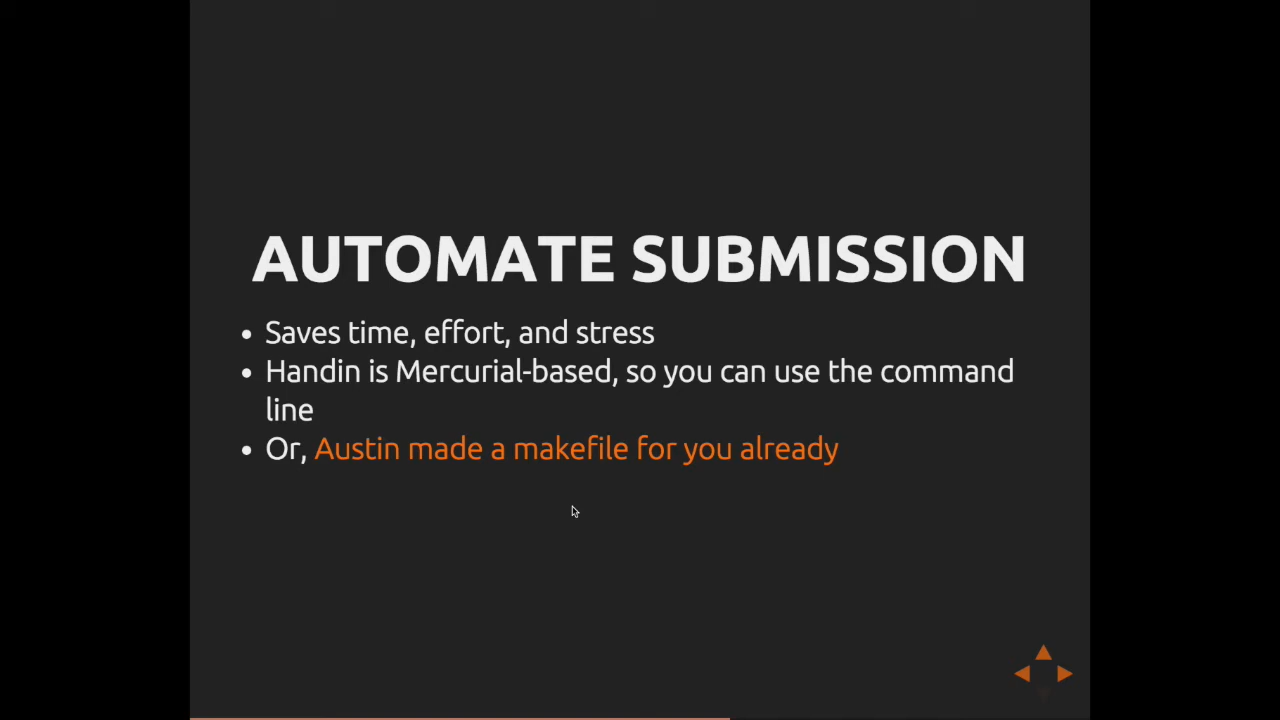 AUTOMATE SUBMISSION
• Saves time, effort, and stress
• Handin is Mercurial-based, so you can use the command
line
• Or, Austin made a makefile for you already